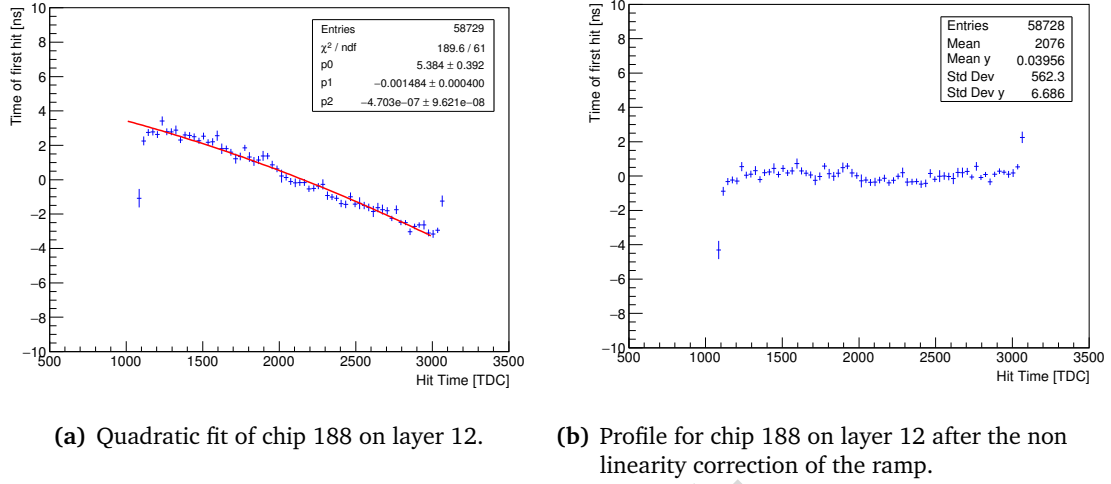 Time of first hit [ns]
10
8
6
4
2
0
−2
−4
−6
−8
−10
500 1000 1500 2000 2500 3000 3500
Hit Time [TDC]
Entries 58729
χ² / ndf 189.6 / 61
p0 5.384 ± 0.392
p1 −0.001484 ± 0.000400
p2 −4.703e−07 ± 9.621e−08
Time of first hit [ns]
10
8
6
4
2
0
−2
−4
−6
−8
−10
500 1000 1500 2000 2500 3000 3500
Hit Time [TDC]
Entries 58728
Mean 2076
Mean y 0.03956
Std Dev 562.3
Std Dev y 6.686
(a) Quadratic fit of chip 188 on layer 12.
(b) Profile for chip 188 on layer 12 after the non
linearity correction of the ramp.